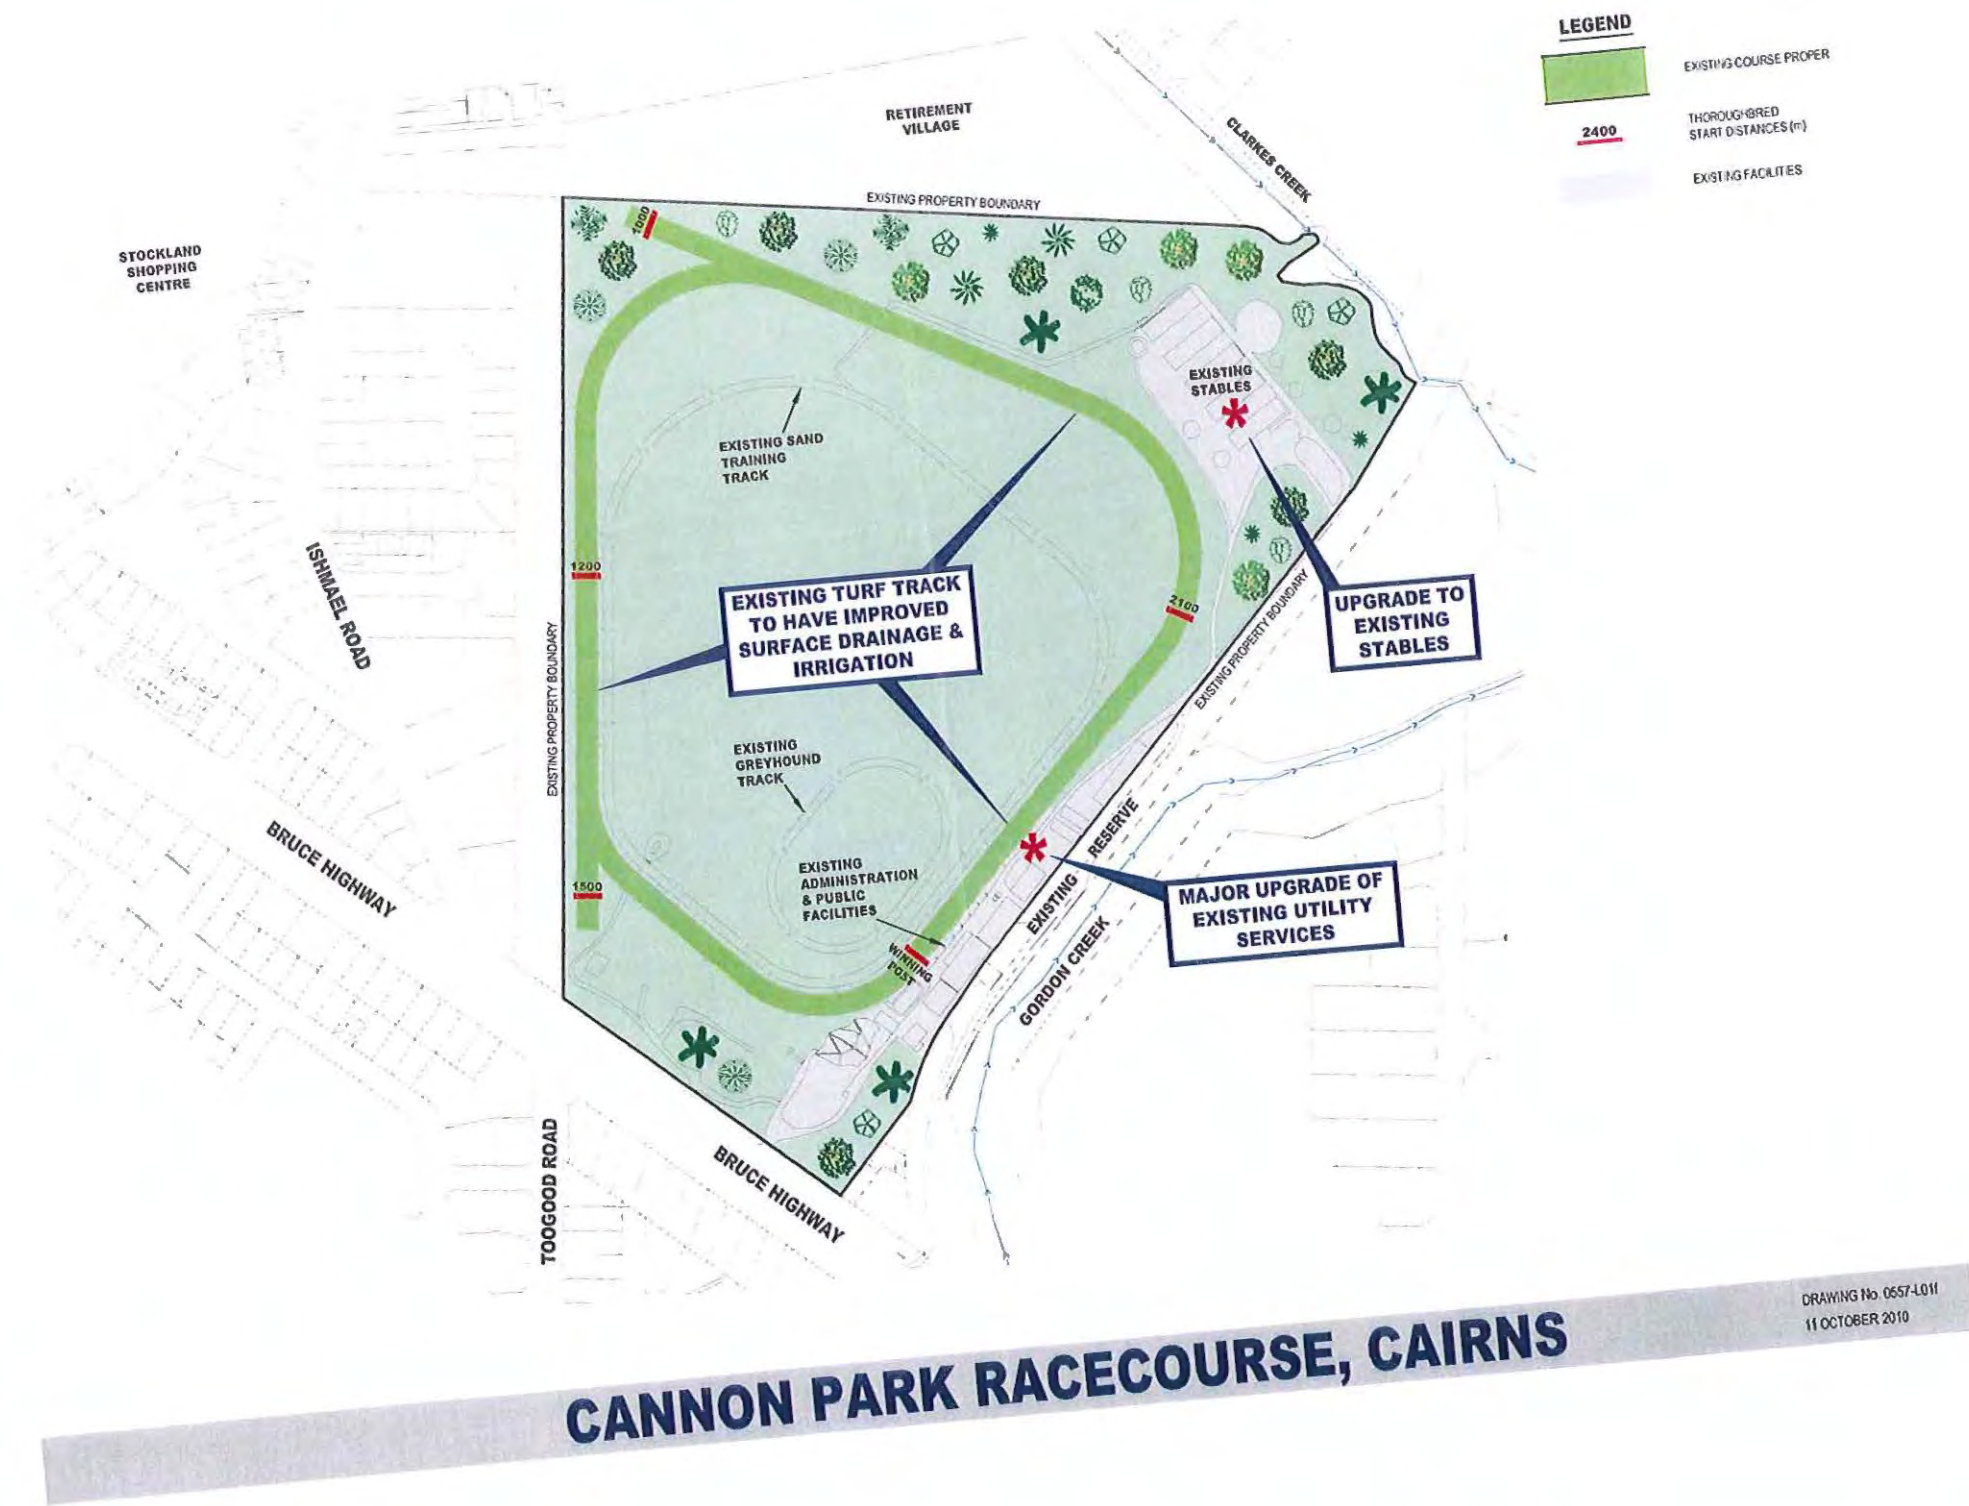 LEGEND
EXISTING COURSE PROPER
2400
THOROUGHBRED
START DISTANCES (m)
EXISTING FACILITIES
RETIREMENT
VILLAGE
CLARKES CREEK
EXISTING PROPERTY BOUNDARY
1000
STOCKLAND
SHOPPING
CENTRE
EXISTING
STABLES
EXISTING SAND
TRAINING
TRACK
ISHMAEL ROAD
1200
2100
EXISTING TURF TRACK
TO HAVE IMPROVED
SURFACE DRAINAGE &
IRRIGATION
UPGRADE TO
EXISTING
STABLES
EXISTING PROPERTY BOUNDARY
EXISTING PROPERTY BOUNDARY
EXISTING
GREYHOUND
TRACK
BRUCE HIGHWAY
1500
EXISTING
ADMINISTRATION
& PUBLIC
FACILITIES
WINNING
POST
EXISTING RESERVE
GORDON CREEK
MAJOR UPGRADE OF
EXISTING UTILITY
SERVICES
TOOGOOD ROAD
BRUCE HIGHWAY
CANNON PARK RACECOURSE, CAIRNS
DRAWING No. 0557-L011
11 OCTOBER 2010